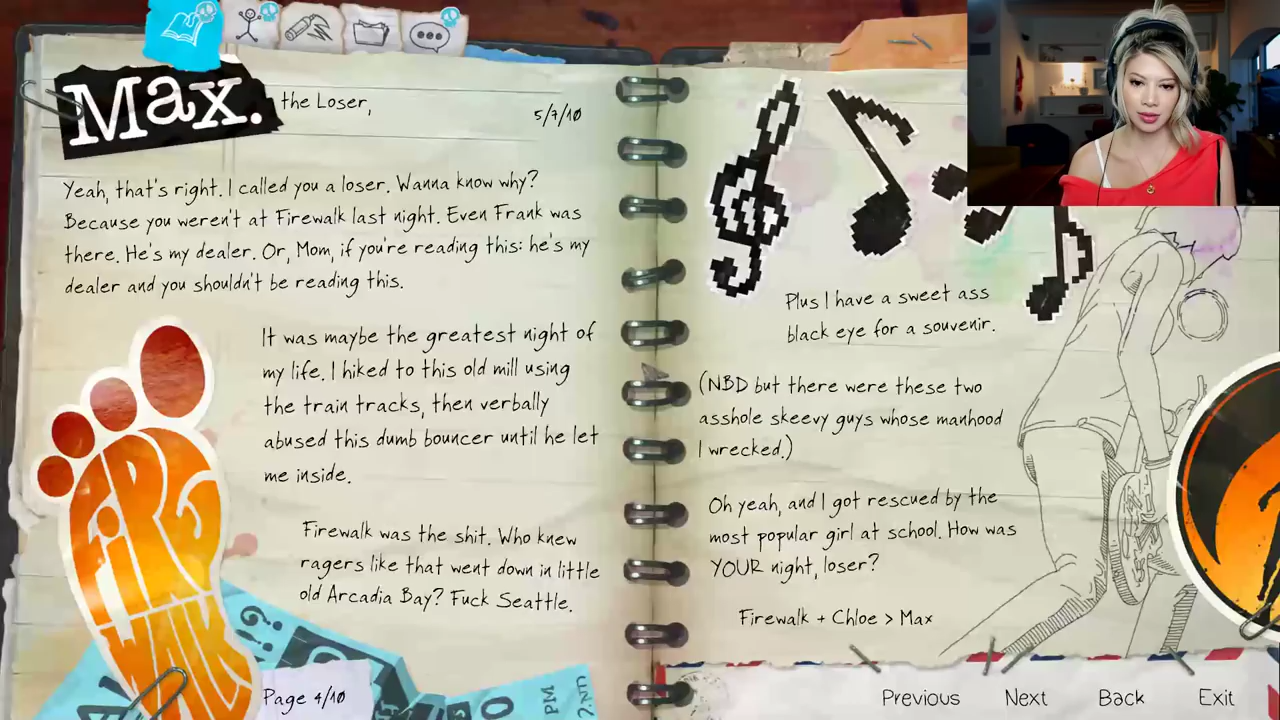 Max.
the Loser,
5/7/10
Yeah, that's right. I called you a loser. Wanna know why?
Because you weren't at Firewalk last night. Even Frank was
there. He's my dealer. Or, Mom, if you're reading this: he's my
dealer and you shouldn't be reading this.
It was maybe the greatest night of
my life. I hiked to this old mill using
the train tracks, then verbally
abused this dumb bouncer until he let
me inside.
Firewalk was the shit. Who knew
ragers like that went down in little
old Arcadia Bay? Fuck Seattle.
FIRE
WALK
PM
Page 4/10
Plus I have a sweet ass
black eye for a souvenir.
(NBD but there were these two
asshole skeevy guys whose manhood
I wrecked.)
Oh yeah, and I got rescued by the
most popular girl at school. How was
YOUR night, loser?
Firewalk + Chloe > Max
Previous Next Back Exit